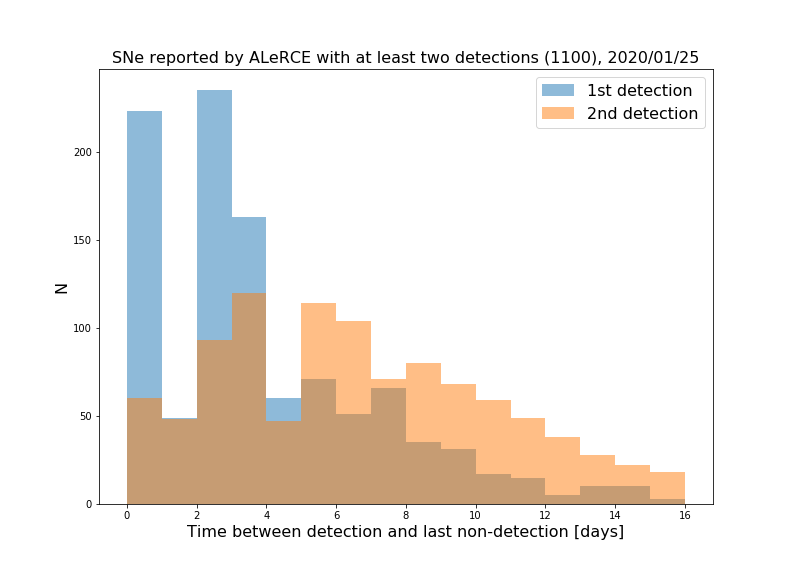 SNe reported by ALeRCE with at least two detections (1100), 2020/01/25
1st detection
2nd detection
200
150
100
50
0
N
0 2 4 6 8 10 12 14 16
Time between detection and last non-detection [days]